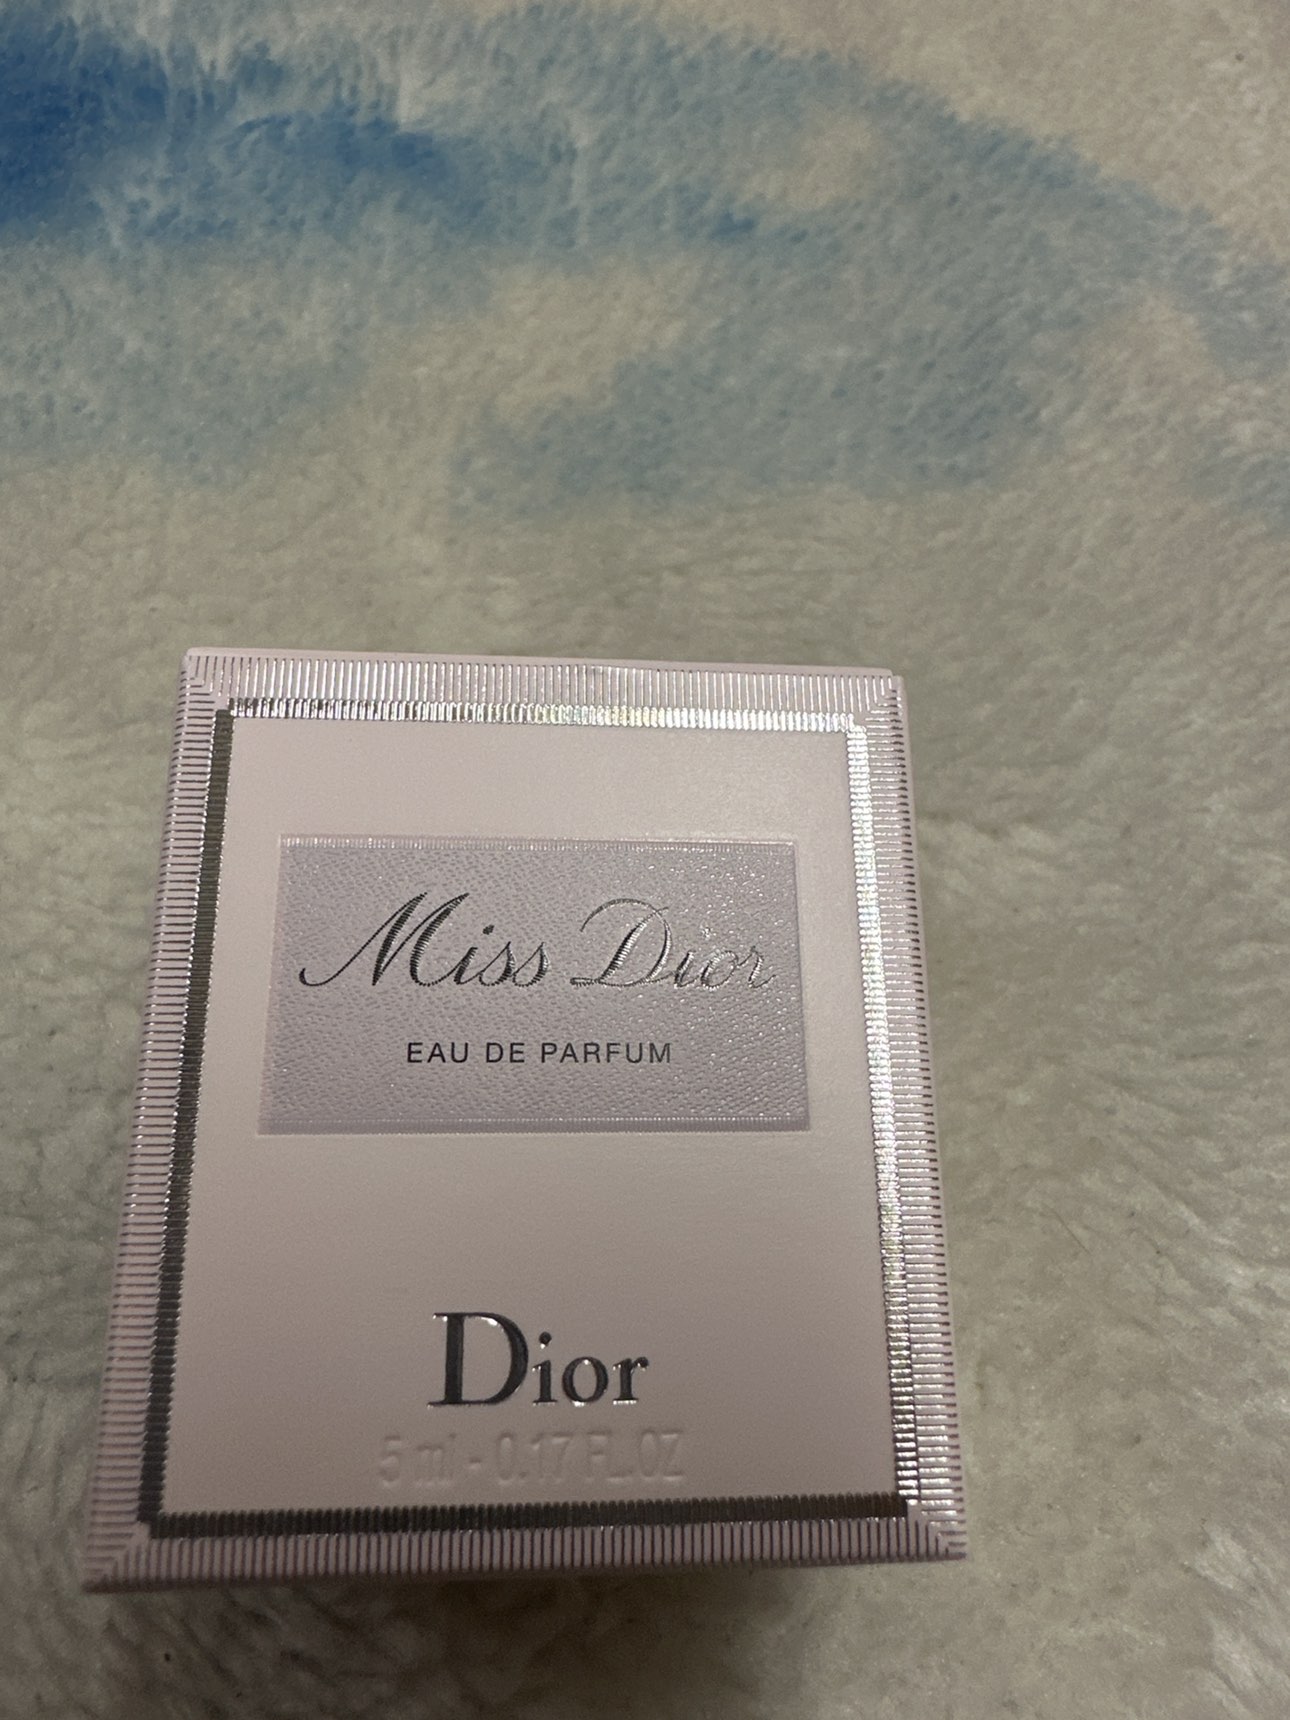 Miss Dior
EAU DE PARFUM
Dior
5 ml - 0.17 FL.OZ